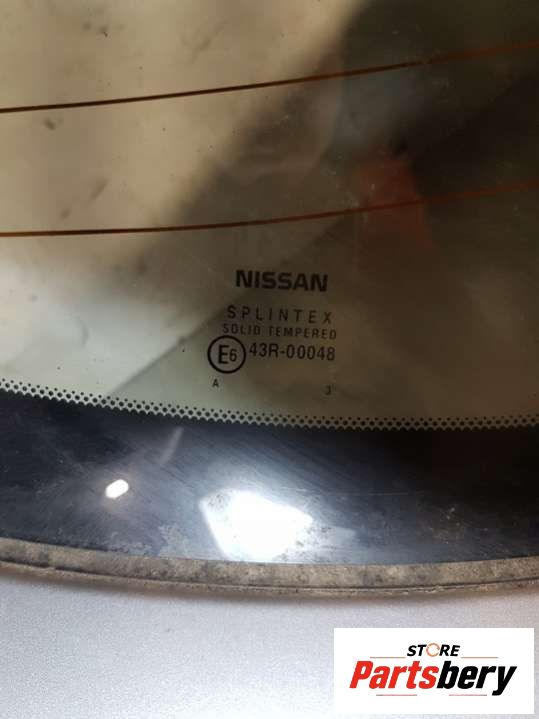 NISSAN
SPLINTEX
SOLID TEMPERED
E6 43R-00048
A 3
STORE
Partsbery